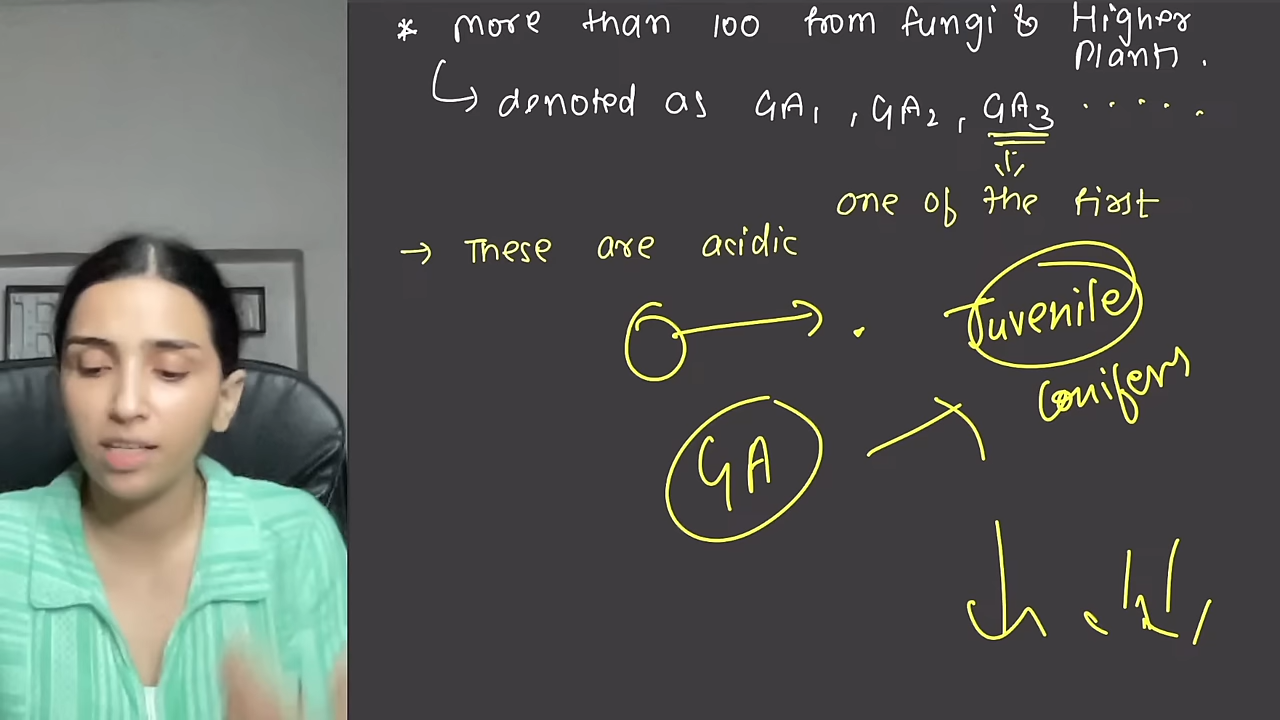 * more than 100 from fungi & Higher
Plants.
↳ denoted as GA1, GA2, GA3 .....
one of the first
→ These are acidic
Juvenile
conifers
GA